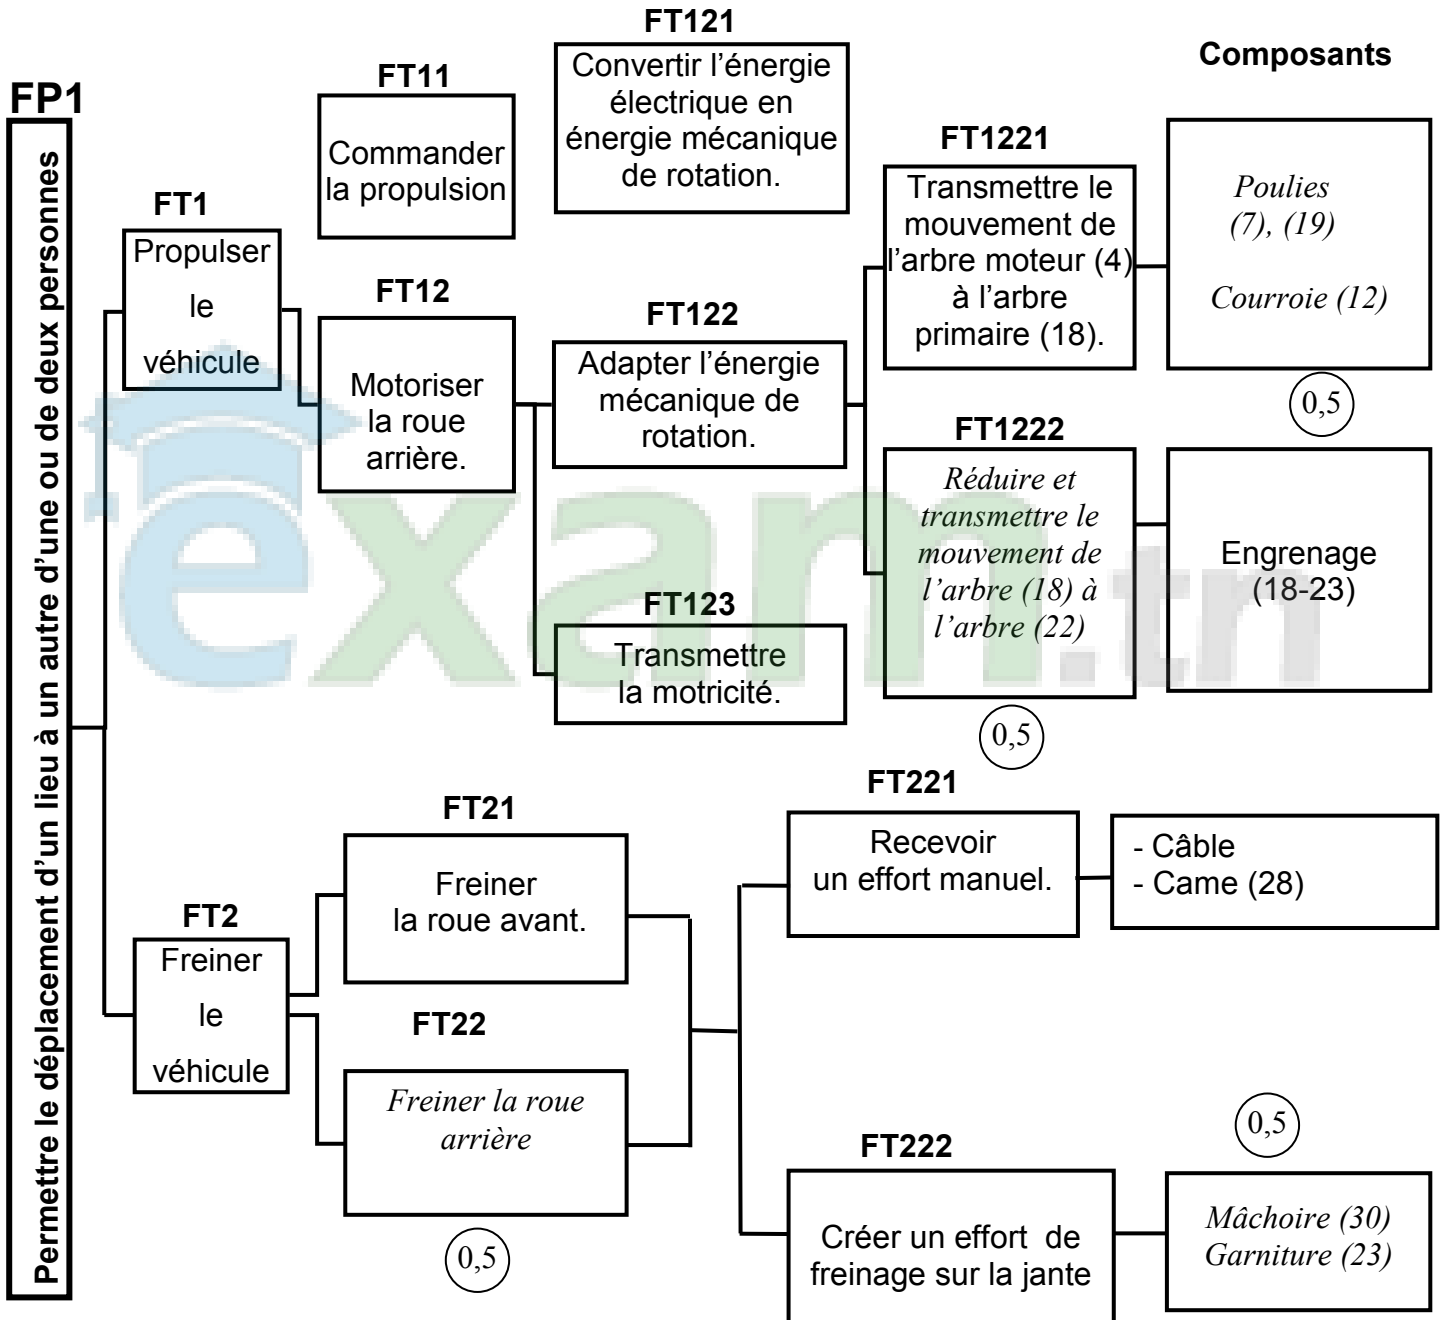 FP1
Permettre le déplacement d'un lieu à un autre d'une ou de deux personnes
FT1
Propulser
le
véhicule
FT11
Commander
la propulsion
FT12
Motoriser
la roue
arrière.
FT121
Convertir l'énergie
électrique en
énergie mécanique
de rotation.
FT122
Adapter l'énergie
mécanique de
rotation.
FT123
Transmettre
la motricité.
FT1221
Transmettre le
mouvement de
l'arbre moteur (4)
à l'arbre
primaire (18).
FT1222
Réduire et
transmettre le
mouvement de
l'arbre (18) à
l'arbre (22)
0,5
Composants
Poulies
(7), (19)
Courroie (12)
0,5
Engrenage
(18-23)
exam.tn
FT2
Freiner
le
véhicule
FT21
Freiner
la roue avant.
FT22
Freiner la roue
arrière
0,5
FT221
Recevoir
un effort manuel.
- Câble
- Came (28)
FT222
Créer un effort de
freinage sur la jante
0,5
Mâchoire (30)
Garniture (23)